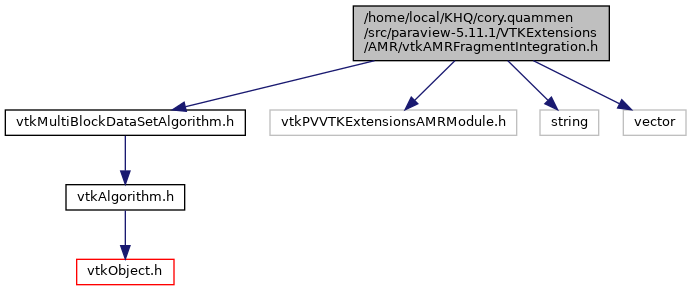 /home/local/KHQ/cory.quammen
/src/paraview-5.11.1/VTKExtensions
/AMR/vtkAMRFragmentIntegration.h
vtkMultiBlockDataSetAlgorithm.h
vtkPVVTKExtensionsAMRModule.h
string
vector
vtkAlgorithm.h
vtkObject.h